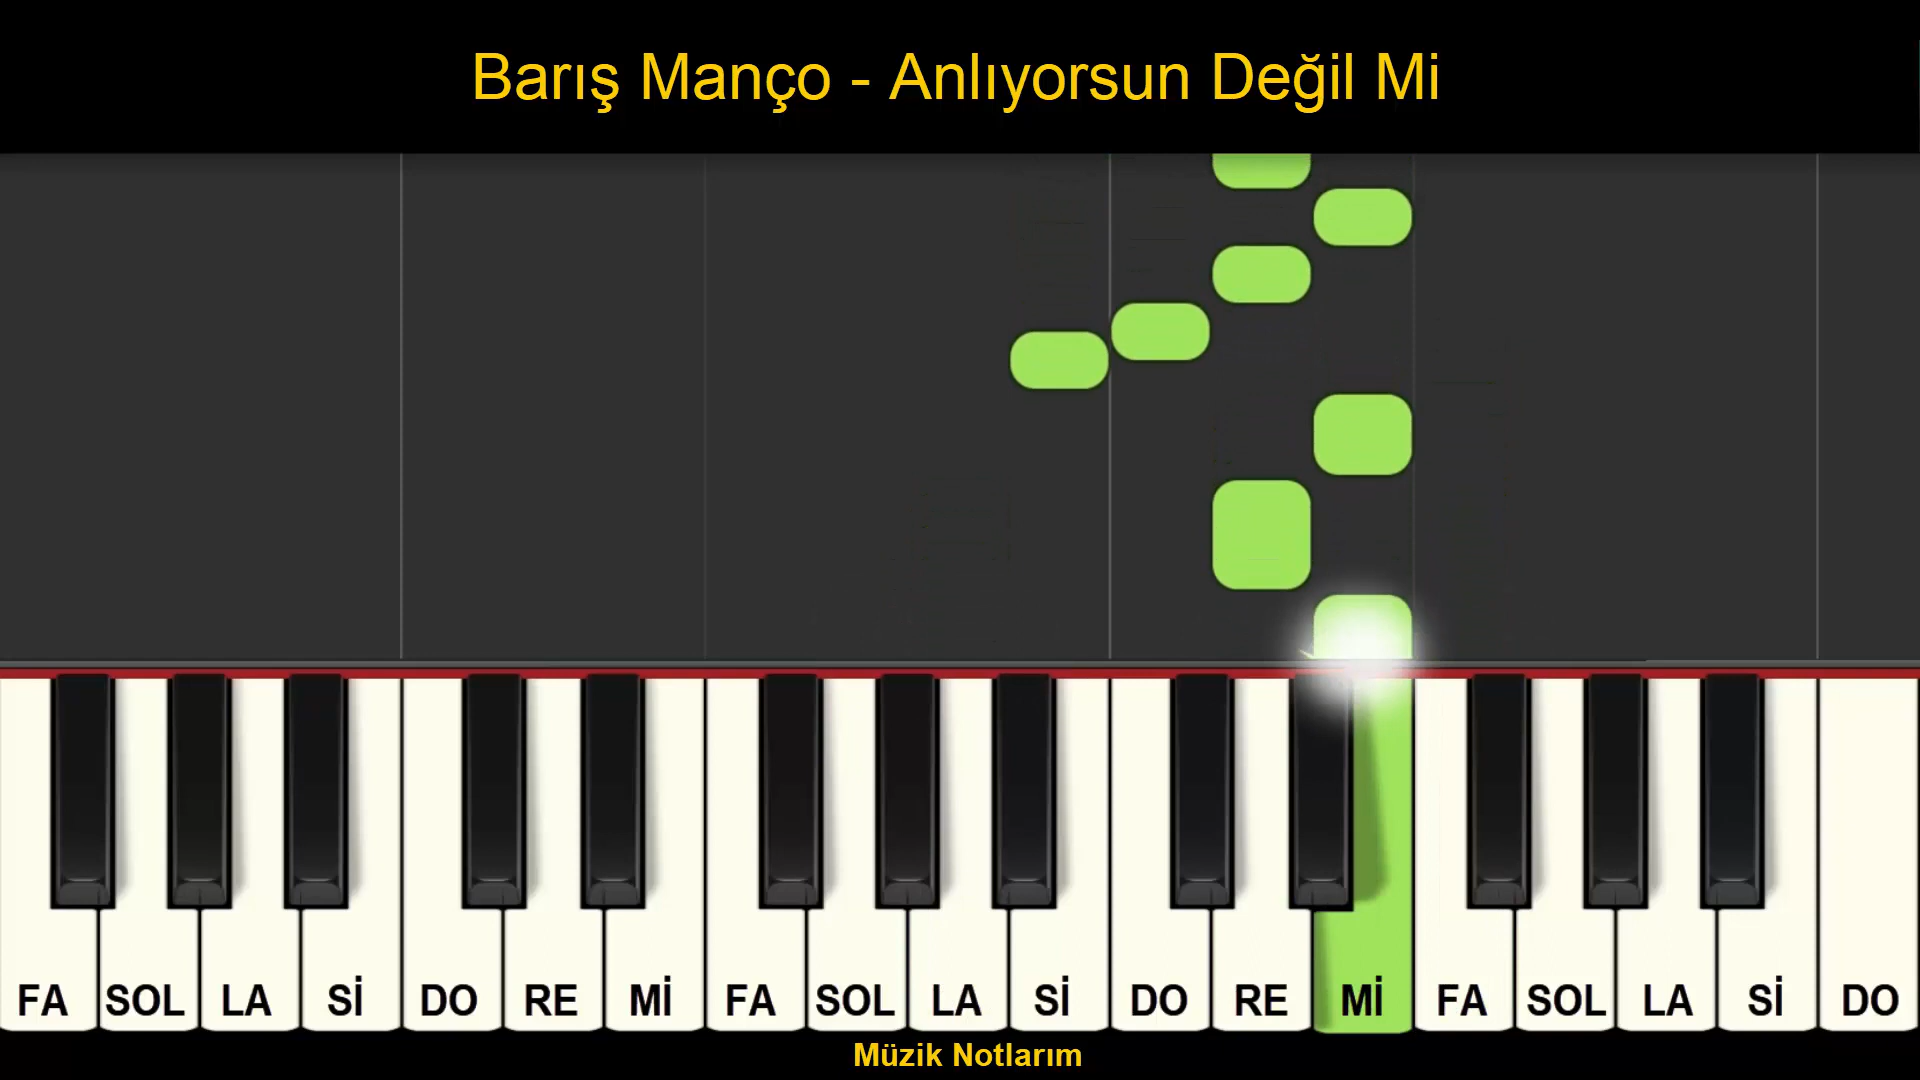 Barış Manço - Anlıyorsun Değil Mi
FA SOL LA Sİ DO RE Mİ FA SOL LA Sİ DO RE Mİ FA SOL LA Sİ DO
Müzik Notlarım